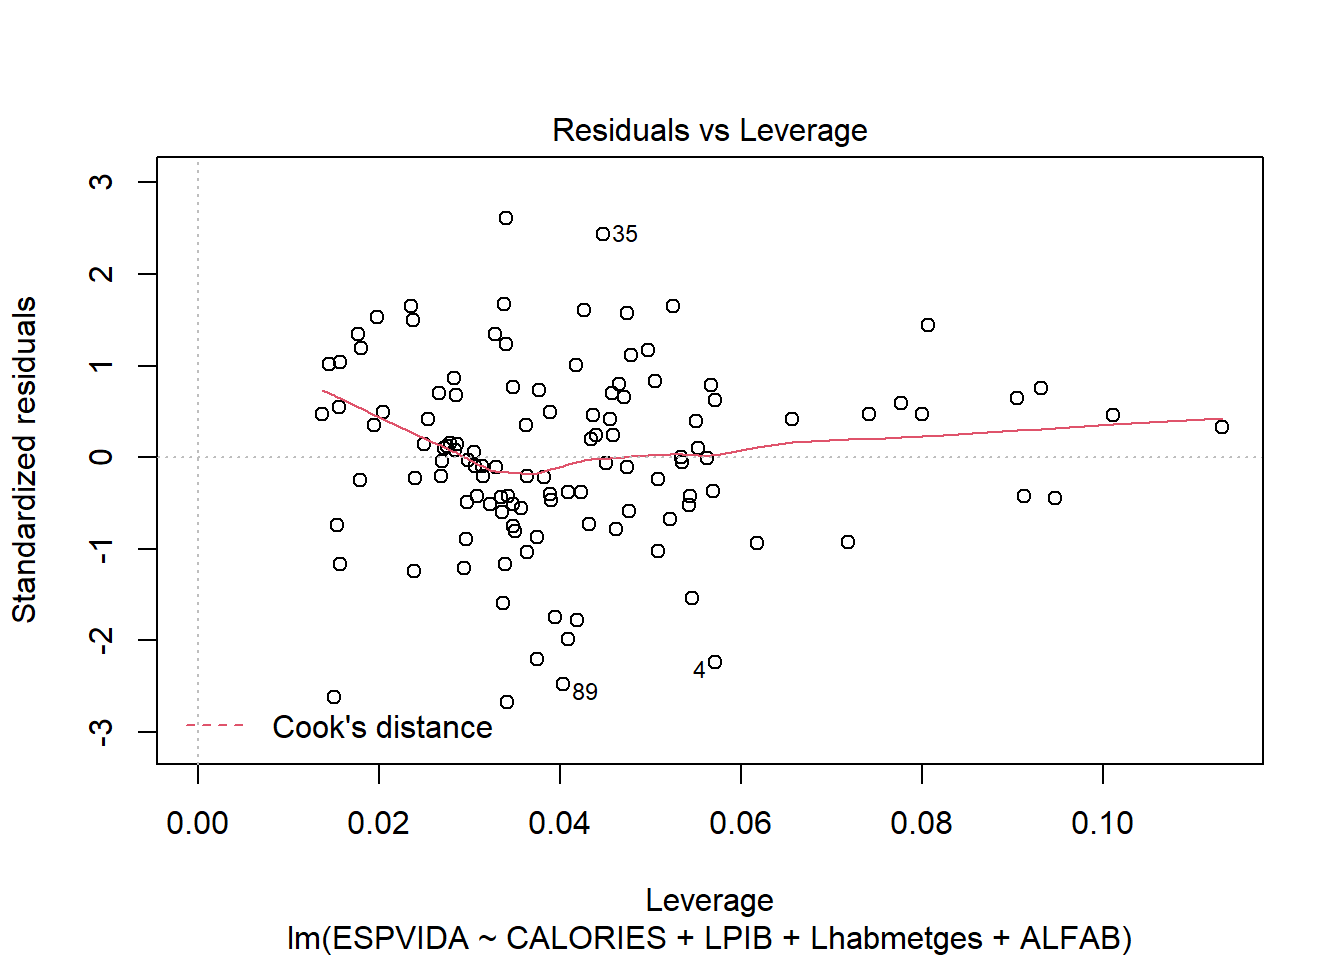 Residuals vs Leverage
Standardized residuals
3
2
1
0
-1
-2
-3
35
4
89
Cook's distance
0.00 0.02 0.04 0.06 0.08 0.10
Leverage
lm(ESPVIDA ~ CALORIES + LPIB + Lhabmetges + ALFAB)